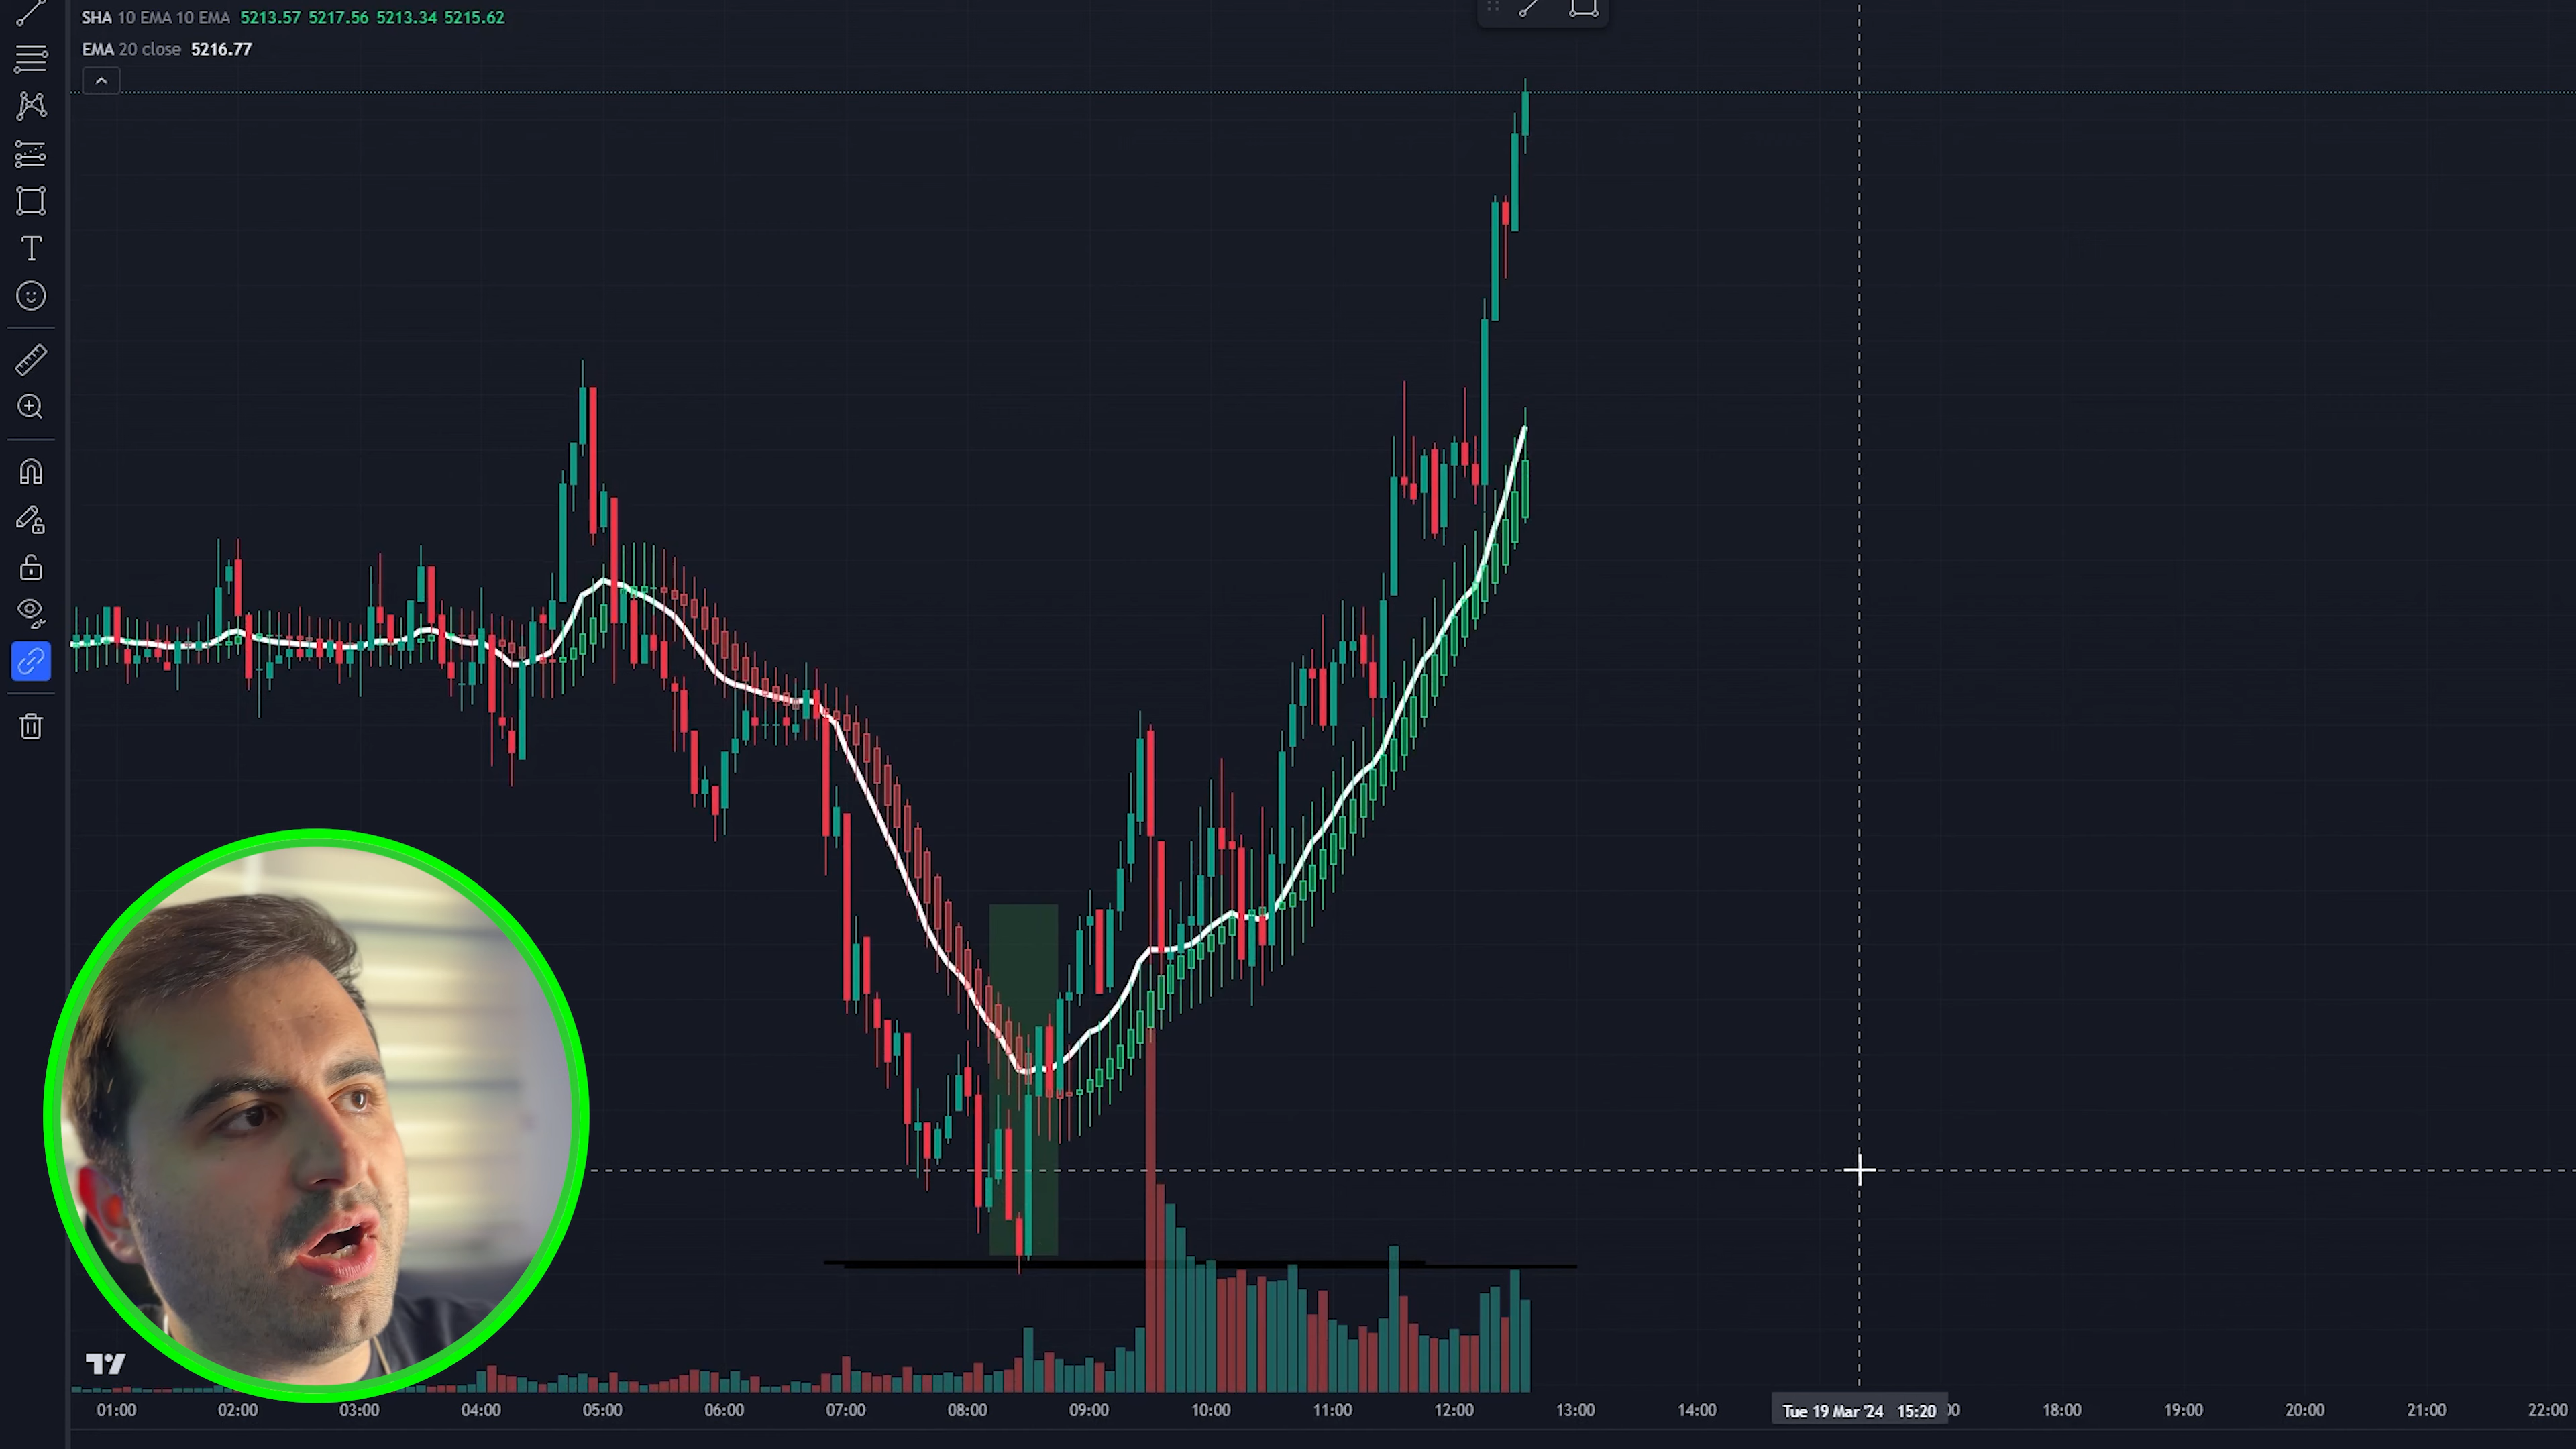 SHA 10 EMA 10 EMA 5213.57 5217.56 5213.34 5215.62
EMA 20 close 5216.77
01:00 02:00 03:00 04:00 05:00 06:00 07:00 08:00 09:00 10:00 11:00 12:00 13:00 14:00 Tue 19 Mar '24 15:20 18:00 19:00 20:00 21:00 22:00